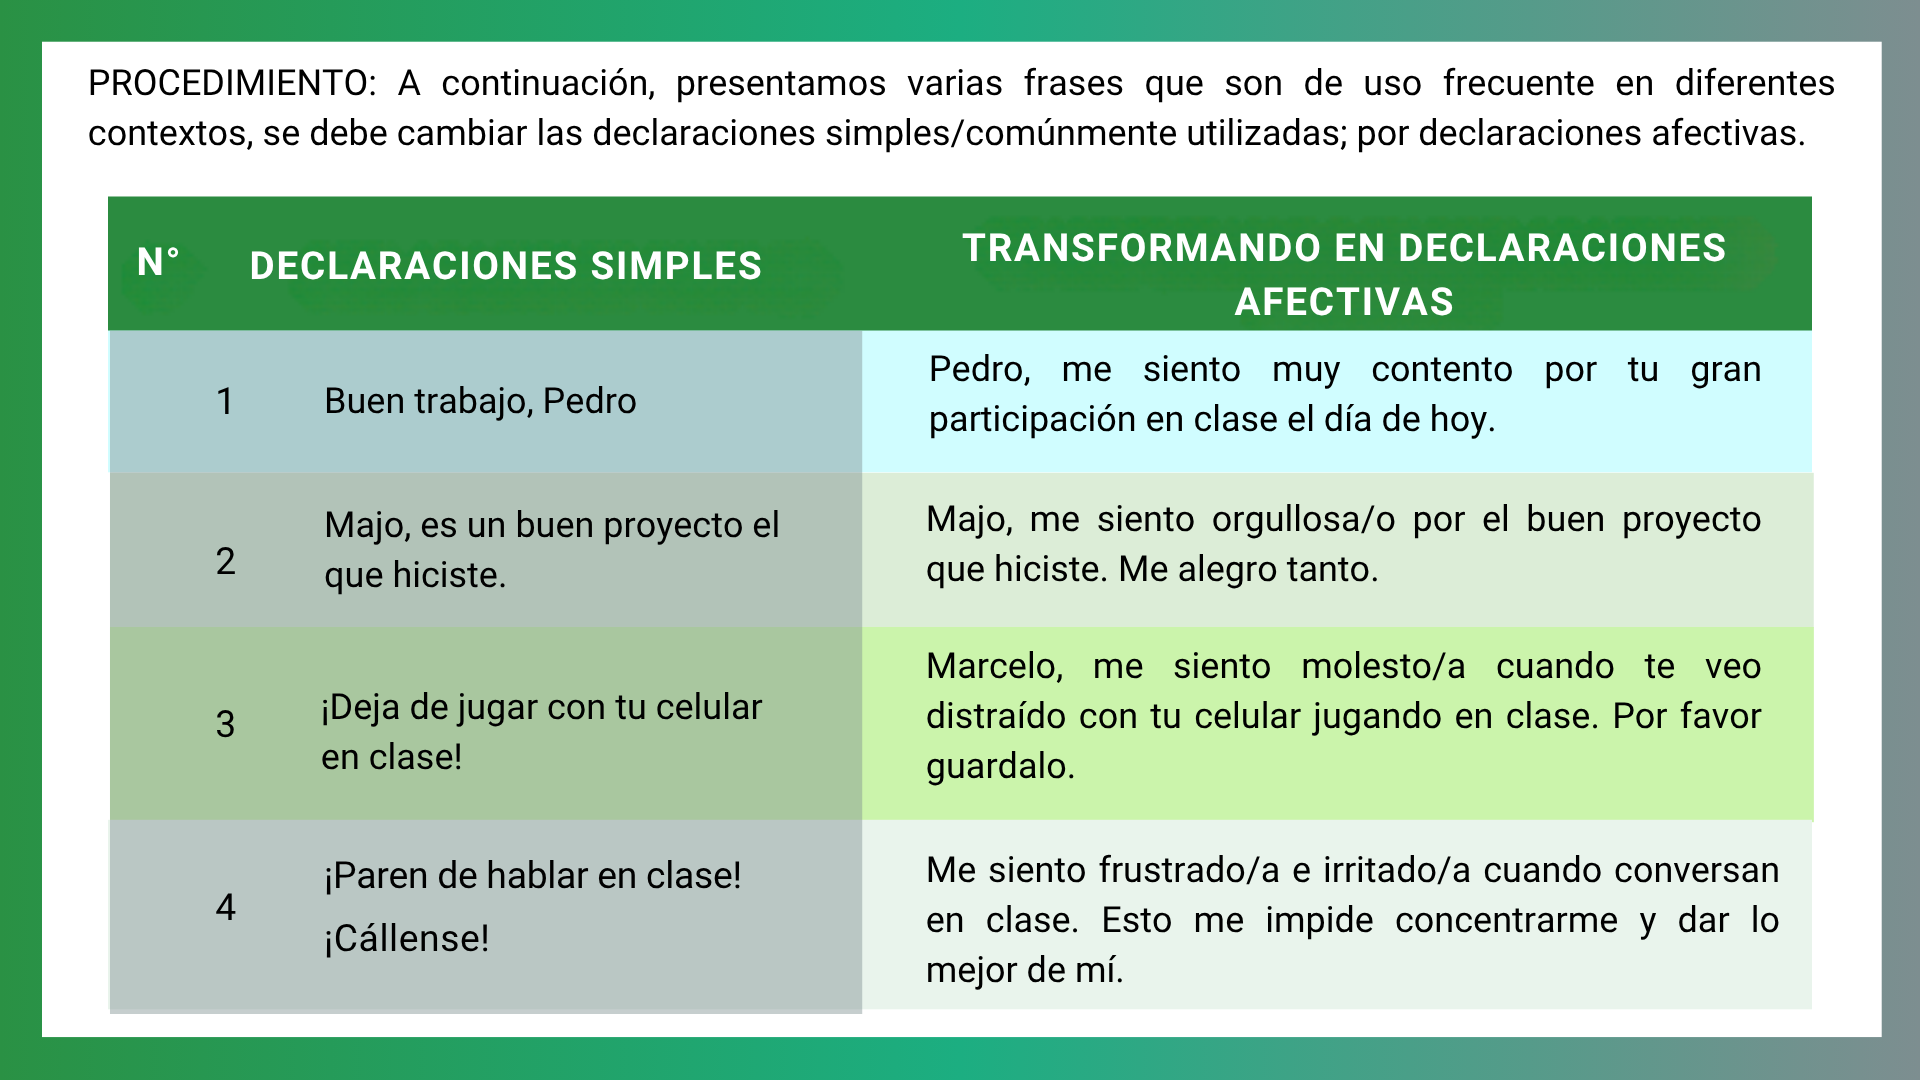 PROCEDIMIENTO: A continuación, presentamos varias frases que son de uso frecuente en diferentes
contextos, se debe cambiar las declaraciones simples/comúnmente utilizadas; por declaraciones afectivas.
N° DECLARACIONES SIMPLES
TRANSFORMANDO EN DECLARACIONES
AFECTIVAS
1
Buen trabajo, Pedro
Pedro, me siento muy contento por tu gran
participación en clase el día de hoy.
2
Majo, es un buen proyecto el
que hiciste.
Majo, me siento orgullosa/o por el buen proyecto
que hiciste. Me alegro tanto.
3
¡Deja de jugar con tu celular
en clase!
Marcelo, me siento molesto/a cuando te veo
distraído con tu celular jugando en clase. Por favor
guardalo.
4
¡Paren de hablar en clase!
¡Cállense!
Me siento frustrado/a e irritado/a cuando conversan
en clase. Esto me impide concentrarme y dar lo
mejor de mí.